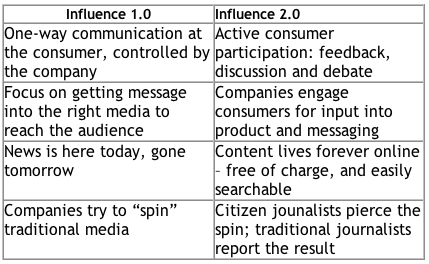 Influence 1.0
Influence 2.0
One-way communication at
the consumer, controlled by
the company
Active consumer
participation: feedback,
discussion and debate
Focus on getting message
into the right media to
reach the audience
Companies engage
consumers for input into
product and messaging
News is here today, gone
tomorrow
Content lives forever online
– free of charge, and easily
searchable
Companies try to “spin”
traditional media
Citizen jounalists pierce the
spin; traditional journalists
report the result